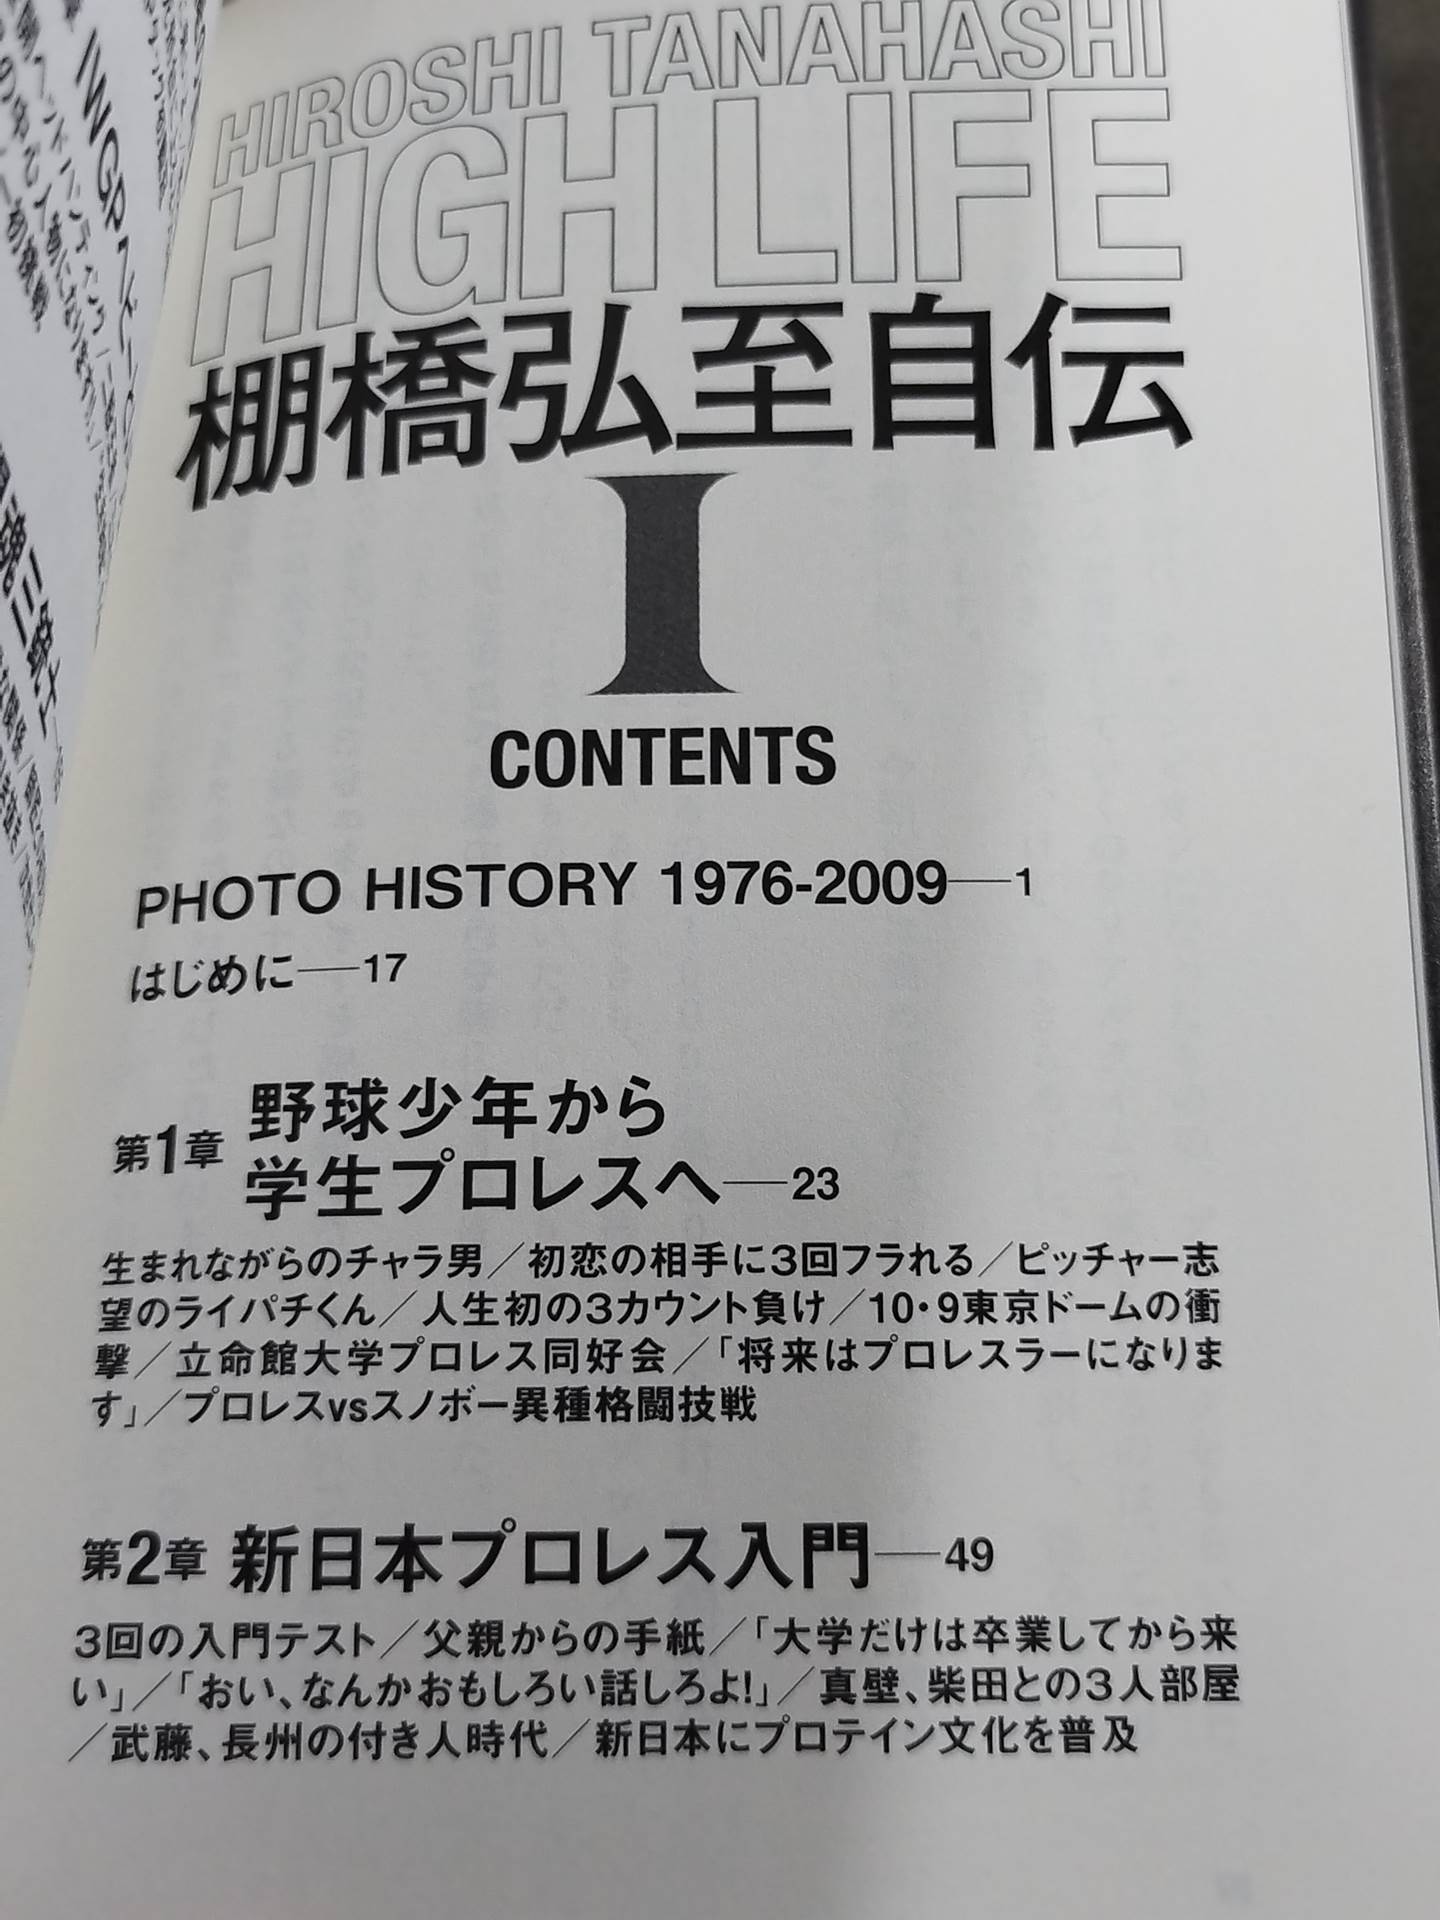 HIROSHI TANAHASHI
HIGH LIFE
棚橋弘至自伝
I
CONTENTS
PHOTO HISTORY 1976-2009──1
はじめに──17
第1章 野球少年から
学生プロレスへ──23
生まれながらのチャラ男／初恋の相手に3回フラれる／ピッチャー志
望のライパチくん／人生初の3カウント負け／10・9東京ドームの衝
撃／立命館大学プロレス同好会／「将来はプロレスラーになりま
す」／プロレスvsスノボー異種格闘技戦
第2章 新日本プロレス入門──49
3回の入門テスト／父親からの手紙／「大学だけは卒業してから来
い」／「おい、なんかおもしろい話しろよ!」／真壁、柴田との3人部屋
／武藤、長州の付き人時代／新日本にプロテイン文化を普及